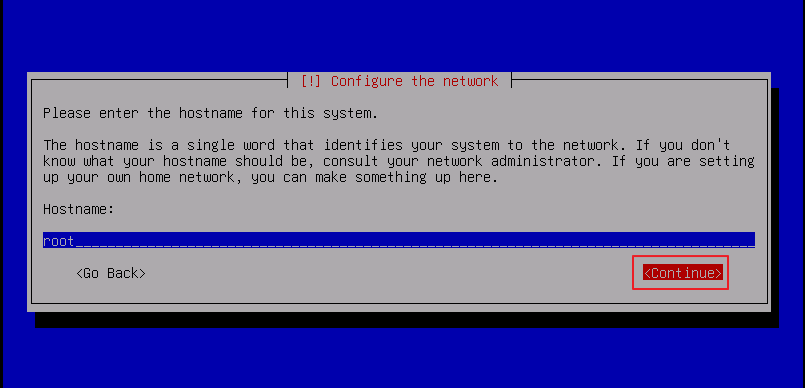 [!] Configure the network
Please enter the hostname for this system.
The hostname is a single word that identifies your system to the network. If you don't
know what your hostname should be, consult your network administrator. If you are setting
up your own home network, you can make something up here.
Hostname:
root
<Go Back> <Continue>